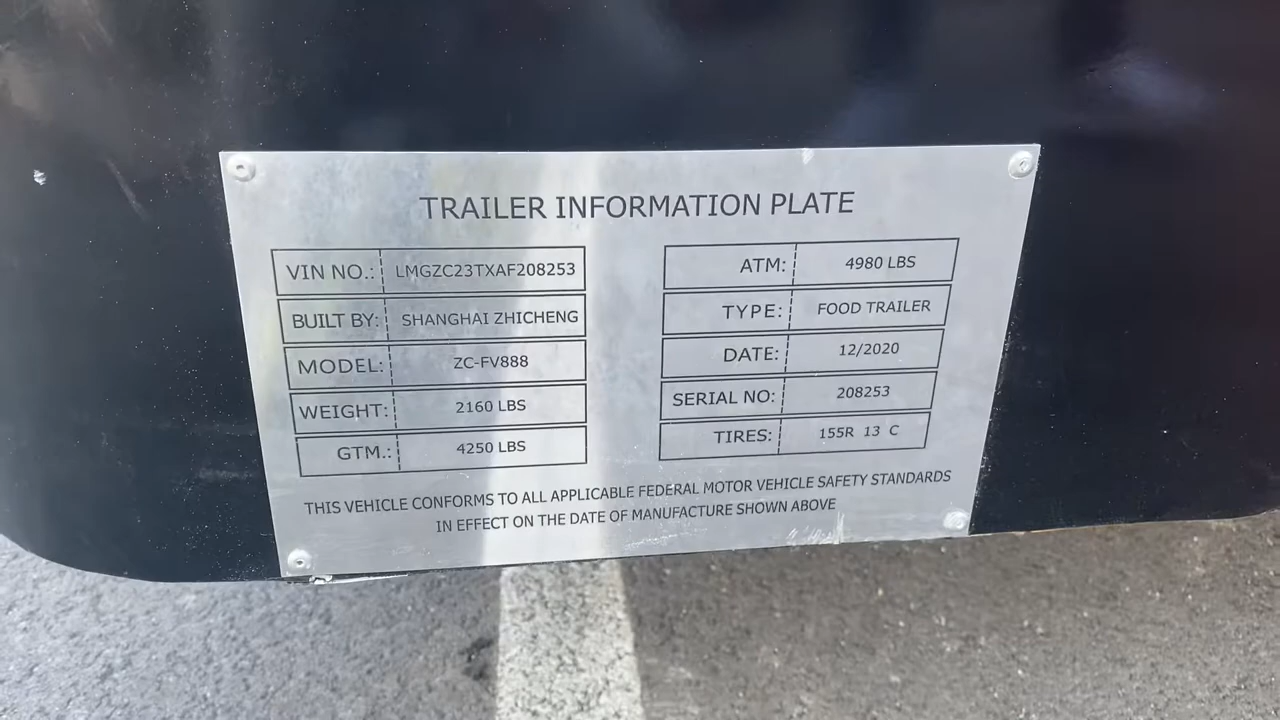 TRAILER INFORMATION PLATE
VIN NO.: LMGZC23TXAF208253
BUILT BY: SHANGHAI ZHICHENG
MODEL: ZC-FV888
WEIGHT: 2160 LBS
GTM.: 4250 LBS
ATM: 4980 LBS
TYPE: FOOD TRAILER
DATE: 12/2020
SERIAL NO: 208253
TIRES: 155R 13 C
THIS VEHICLE CONFORMS TO ALL APPLICABLE FEDERAL MOTOR VEHICLE SAFETY STANDARDS
IN EFFECT ON THE DATE OF MANUFACTURE SHOWN ABOVE